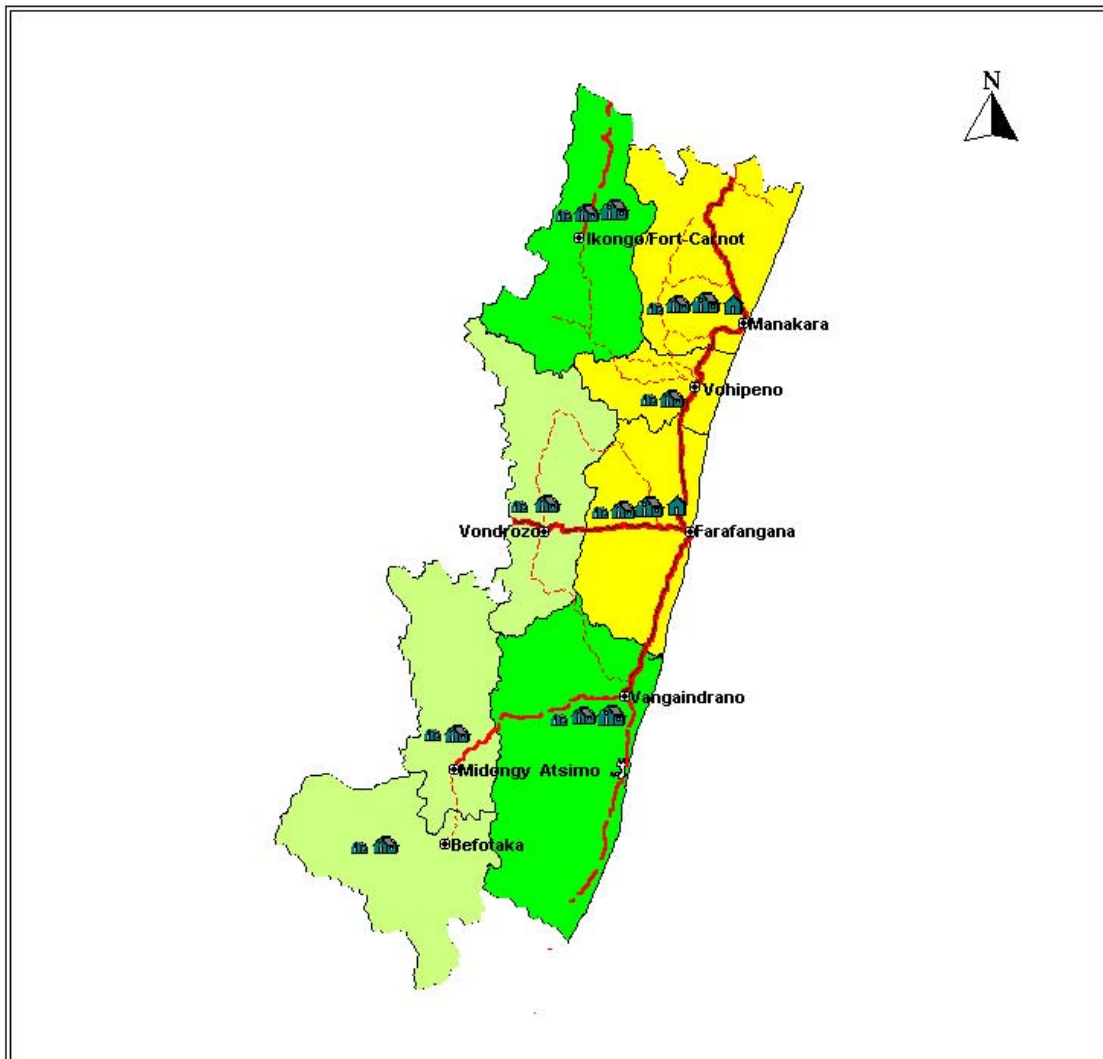 N
Ikongo/Fort-Carnot
Manakara
Vohipeno
Vondrozo
Farafangana
Vangaindrano
Midongy Atsimo
Befotaka